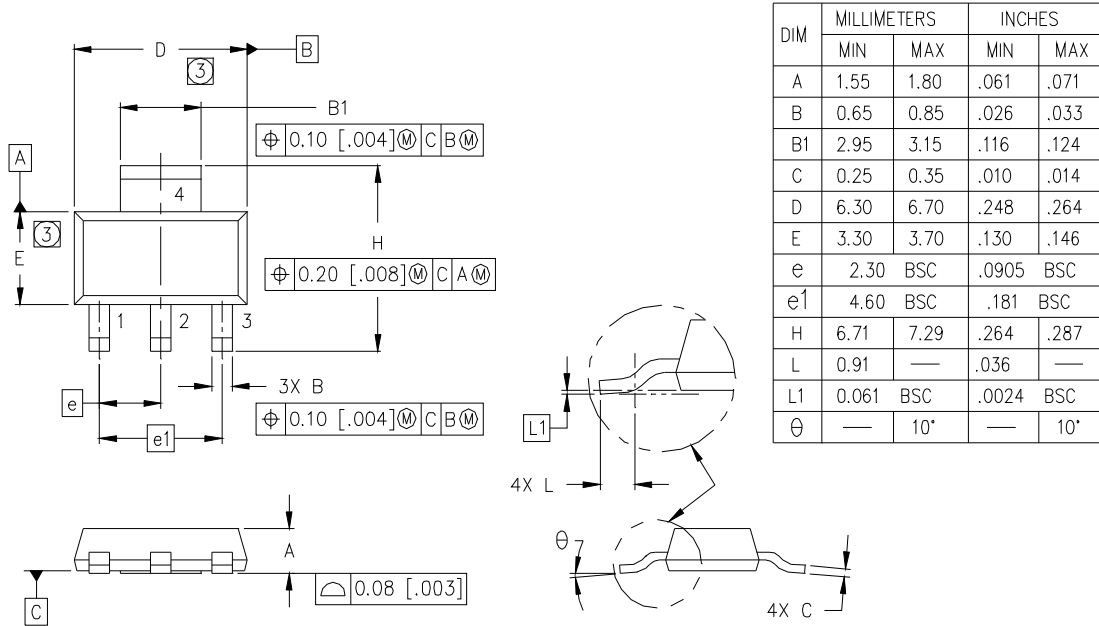 D
B
3
B1
⌖ 0.10 [.004]Ⓜ C BⓂ
A
4
3
E
H
⌖ 0.20 [.008]Ⓜ C AⓂ
1 2 3
3X B
e
⌖ 0.10 [.004]Ⓜ C BⓂ
e1
L1
4X L
A
⌓ 0.08 [.003]
C
θ
4X C
DIM MILLIMETERS INCHES
MIN MAX MIN MAX
A 1.55 1.80 .061 .071
B 0.65 0.85 .026 .033
B1 2.95 3.15 .116 .124
C 0.25 0.35 .010 .014
D 6.30 6.70 .248 .264
E 3.30 3.70 .130 .146
e 2.30 BSC .0905 BSC
e1 4.60 BSC .181 BSC
H 6.71 7.29 .264 .287
L 0.91 — .036 —
L1 0.061 BSC .0024 BSC
θ — 10° — 10°